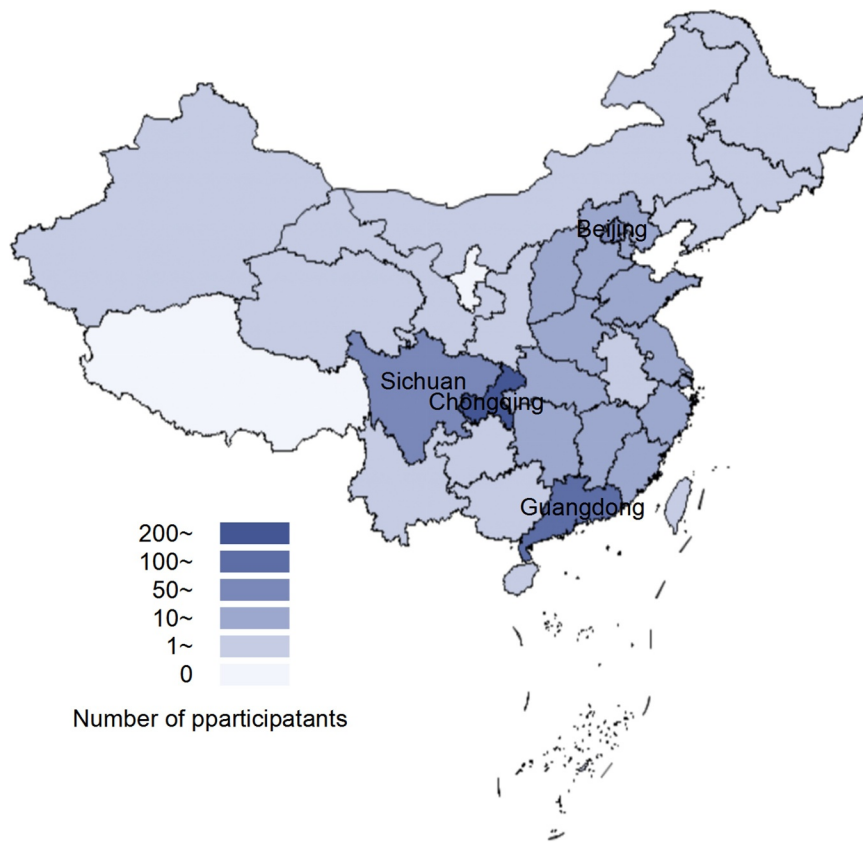 Beijing
Sichuan
Chongqing
Guangdong
200~
100~
50~
10~
1~
0
Number of pparticipatants